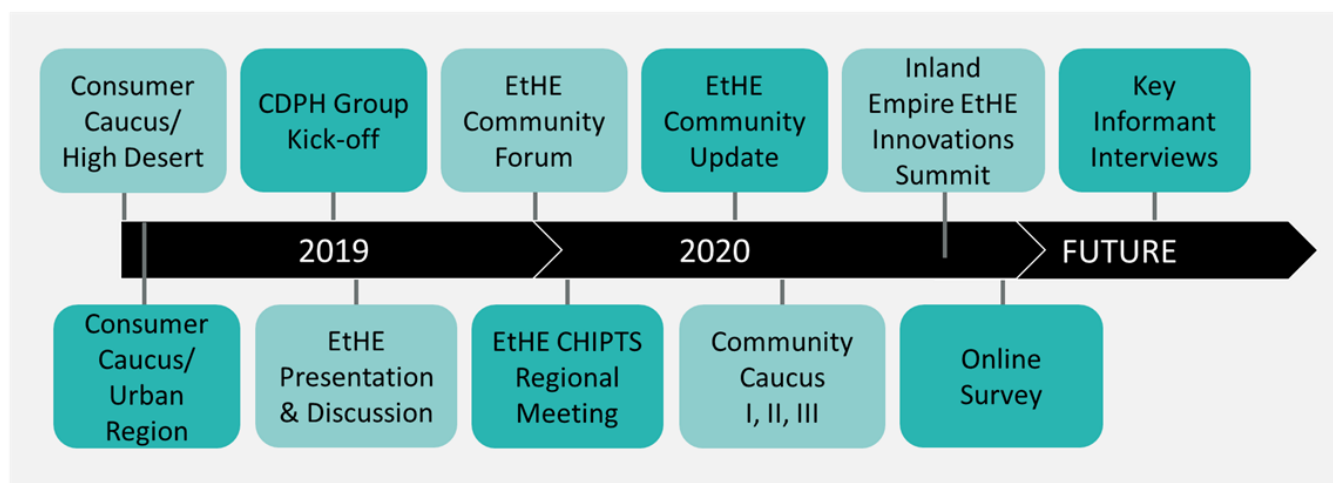 Consumer
Caucus/
High Desert
CDPH Group
Kick-off
EtHE
Community
Forum
EtHE
Community
Update
Inland
Empire EtHE
Innovations
Summit
Key
Informant
Interviews
2019
2020
FUTURE
Consumer
Caucus/
Urban
Region
EtHE
Presentation
& Discussion
EtHE CHIPTS
Regional
Meeting
Community
Caucus
I, II, III
Online
Survey